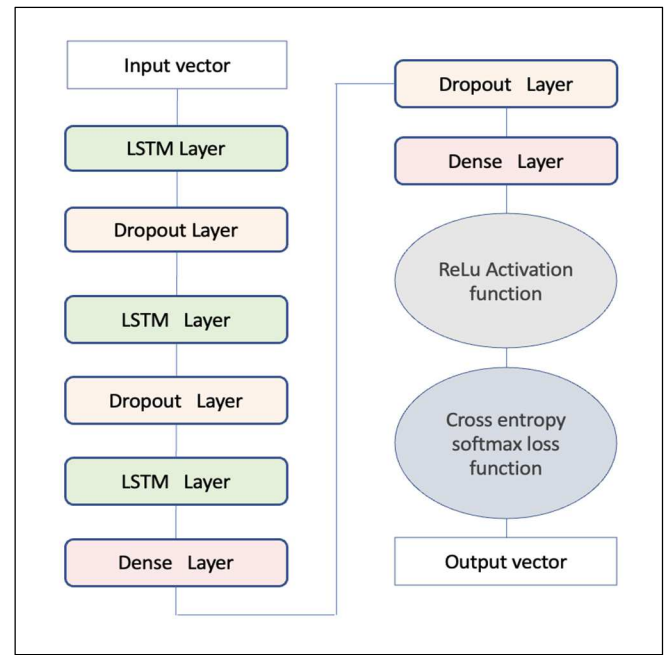 Input vector
LSTM Layer
Dropout Layer
LSTM Layer
Dropout Layer
LSTM Layer
Dense Layer
Dropout Layer
Dense Layer
ReLu Activation
function
Cross entropy
softmax loss
function
Output vector